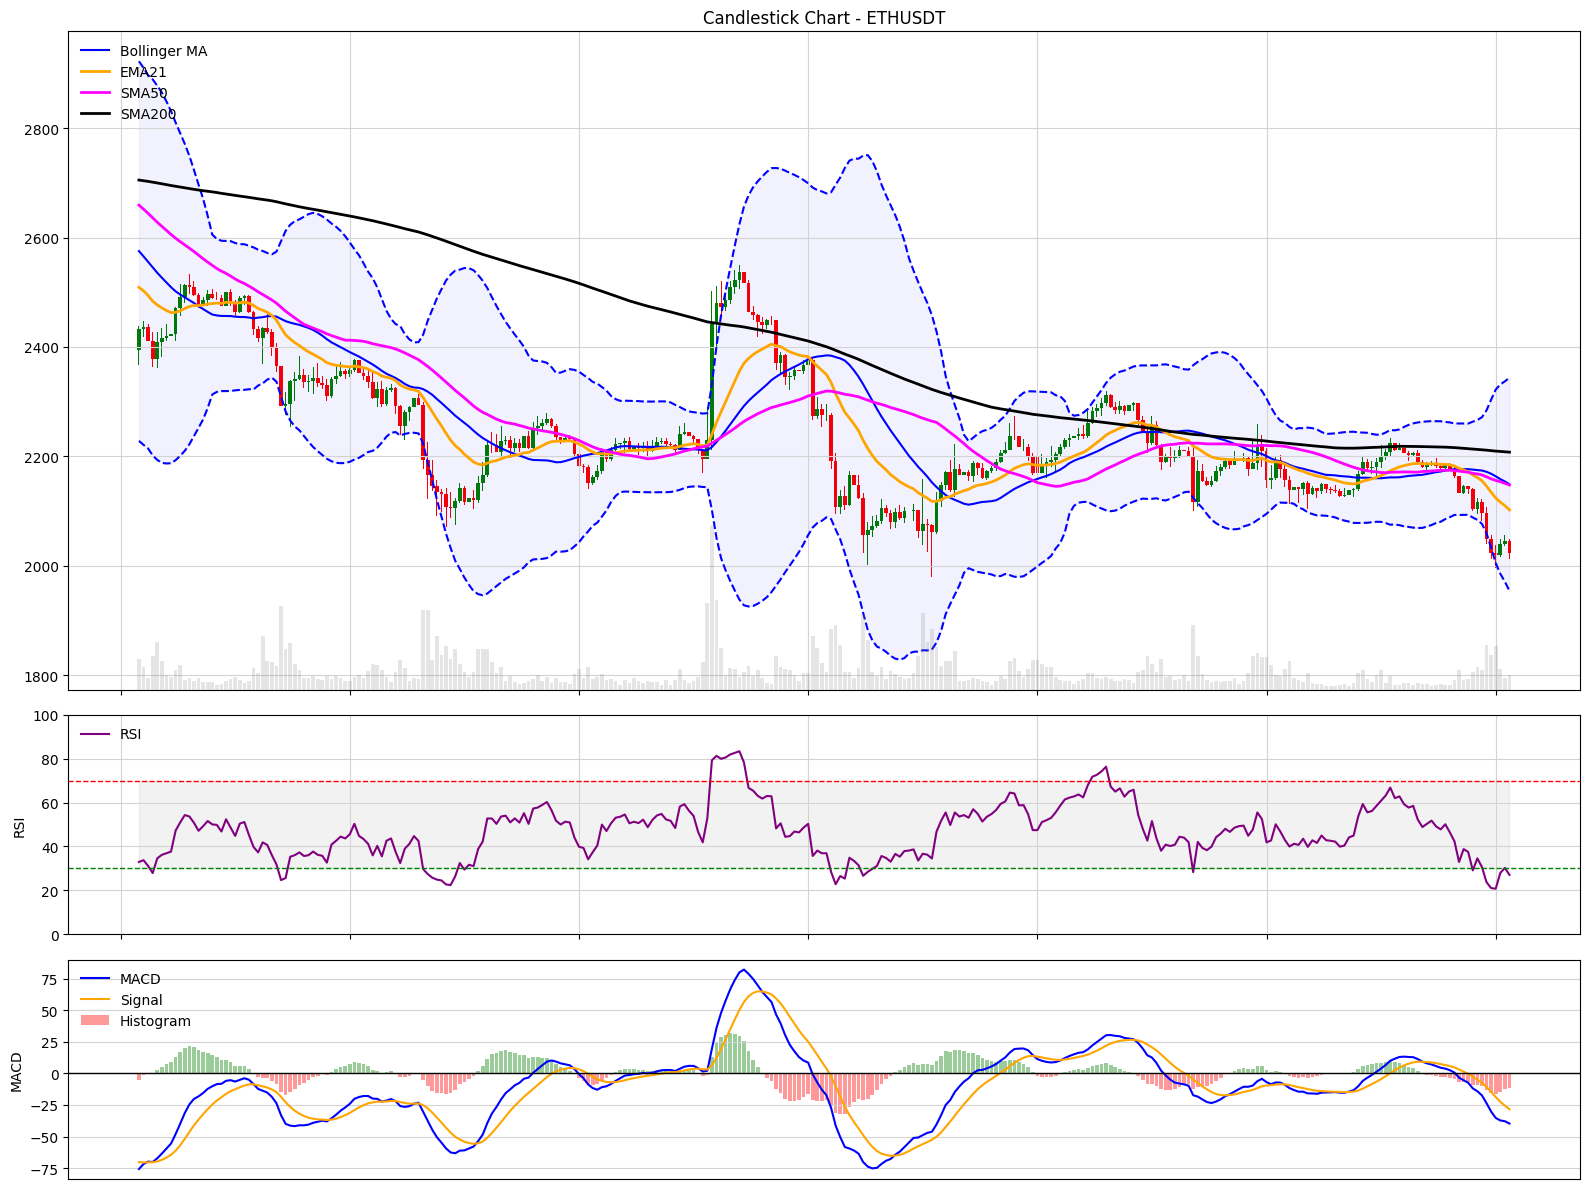 Candlestick Chart - ETHUSDT
Bollinger MA
EMA21
SMA50
SMA200
2800
2600
2400
2200
2000
1800
RSI
100
80
60
40
20
0
RSI
MACD
Signal
Histogram
75
50
25
0
−25
−50
−75
MACD